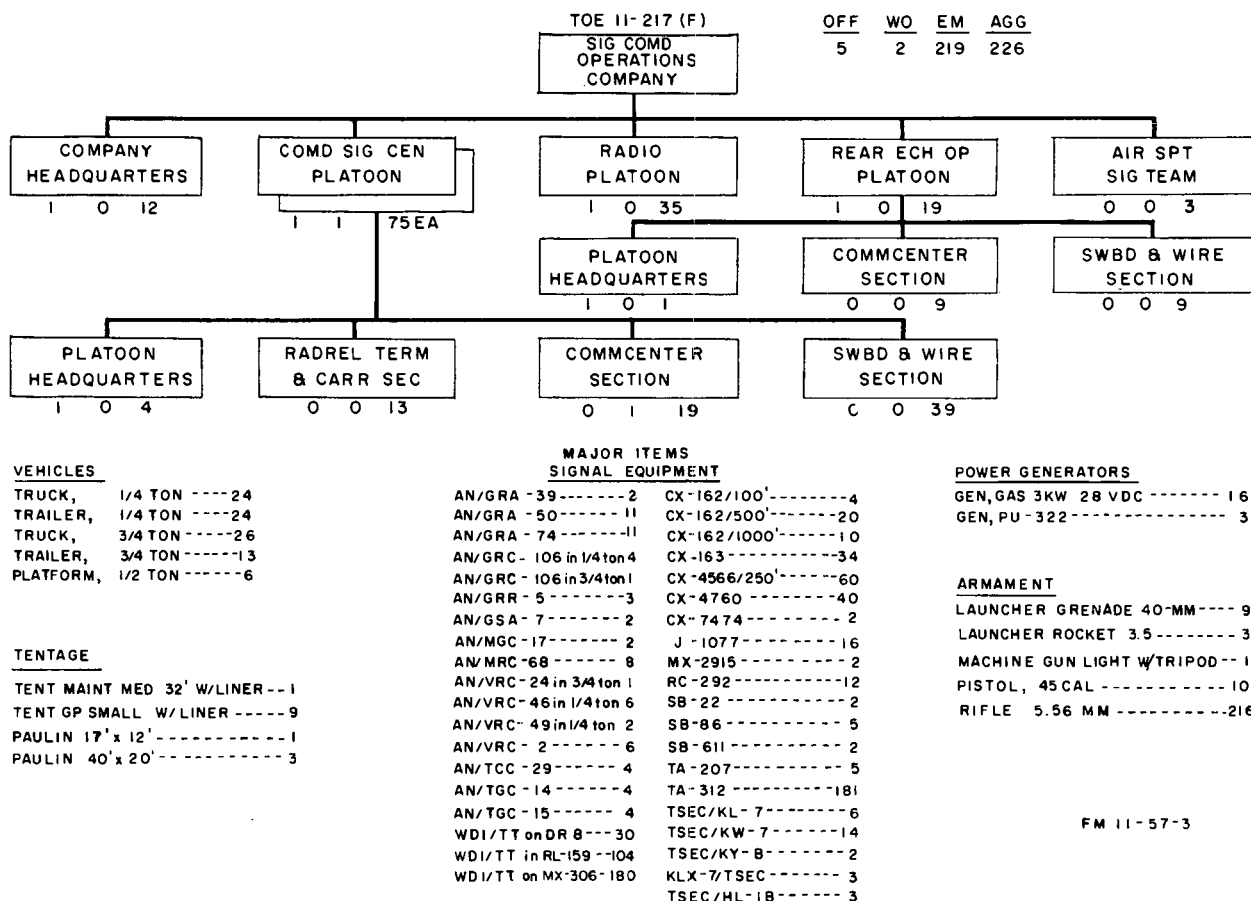 TOE 11-217 (F)
OFF WO EM AGG
5 2 219 226
SIG COMD
OPERATIONS
COMPANY
COMPANY
HEADQUARTERS
1 0 12
COMD SIG CEN
PLATOON
1 1 75 EA
RADIO
PLATOON
1 0 35
REAR ECH OP
PLATOON
1 0 19
AIR SPT
SIG TEAM
0 0 3
PLATOON
HEADQUARTERS
1 0 1
COMMCENTER
SECTION
0 0 9
SWBD & WIRE
SECTION
0 0 9
PLATOON
HEADQUARTERS
1 0 4
RADREL TERM
& CARR SEC
0 0 13
COMMCENTER
SECTION
0 1 19
SWBD & WIRE
SECTION
C 0 39
VEHICLES
TRUCK, 1/4 TON ----24
TRAILER, 1/4 TON ----24
TRUCK, 3/4 TON -----26
TRAILER, 3/4 TON -----13
PLATFORM, 1/2 TON -----6
TENTAGE
TENT MAINT MED 32' W/LINER--1
TENT GP SMALL W/LINER -----9
PAULIN 17' x 12'-----------1
PAULIN 40' x 20'-----------3
MAJOR ITEMS
SIGNAL EQUIPMENT
AN/GRA -39-------2
AN/GRA -50------11
AN/GRA -74------11
AN/GRC- 106 in 1/4 ton 4
AN/GRC- 106 in 3/4 ton 1
AN/GRR- 5 ------3
AN/GSA- 7 ------2
AN/MGC-17------2
AN/MRC-68------8
AN/VRC-24 in 3/4 ton 1
AN/VRC-46 in 1/4 ton 6
AN/VRC-49 in 1/4 ton 2
AN/VRC- 2 ------6
AN/TCC- 29 -----4
AN/TGC-14 ------4
AN/TGC-15 ------4
WD1/TT on DR 8---30
WD1/TT in RL-159 --104
WD1/TT on MX-306-180
CX-162/100'-------4
CX-162/500'------20
CX-162/1000'-----10
CX-163----------34
CX-4566/250'-----60
CX-4760---------40
CX-7474 ---------2
J-1077----------16
MX-2915---------2
RC-292----------12
SB-22-----------2
SB-86-----------5
SB-611----------2
TA-207----------5
TA-312---------181
TSEC/KL-7-------6
TSEC/KW-7------14
TSEC/KY-8-------2
KLX-7/TSEC -----3
TSEC/HL-1B -----3
POWER GENERATORS
GEN, GAS 3KW 28 VDC-------16
GEN, PU-322---------------3
ARMAMENT
LAUNCHER GRENADE 40-MM----9
LAUNCHER ROCKET 3.5--------3
MACHINE GUN LIGHT W/TRIPOD--1
PISTOL, 45 CAL -----------10
RIFLE 5.56 MM -----------216
FM 11-57-3